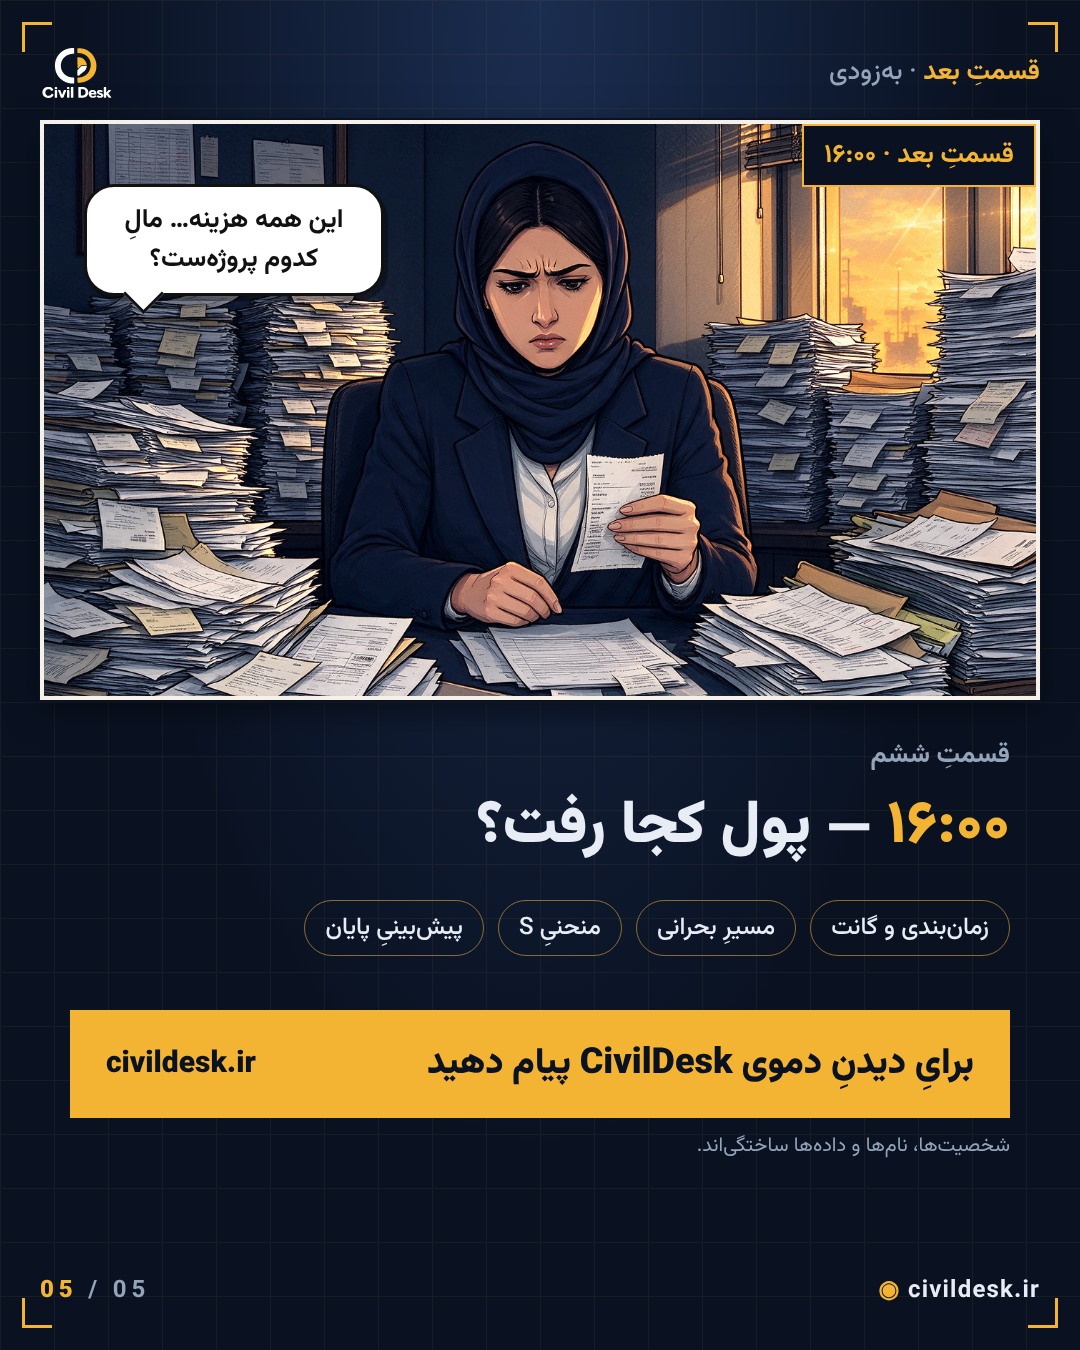 قسمتِ بعد · به‌زودی
Civil Desk
قسمتِ بعد · ۱۶:۰۰
این همه هزینه... مالِ
کدوم پروژه‌ست؟
قسمتِ ششم
۱۶:۰۰ — پول کجا رفت؟
زمان‌بندی و گانت
مسیرِ بحرانی
منحنیِ S
پیش‌بینیِ پایان
برایِ دیدنِ دموی CivilDesk پیام دهید
civildesk.ir
شخصیت‌ها، نام‌ها و داده‌ها ساختگی‌اند.
◉ civildesk.ir
05 / 05